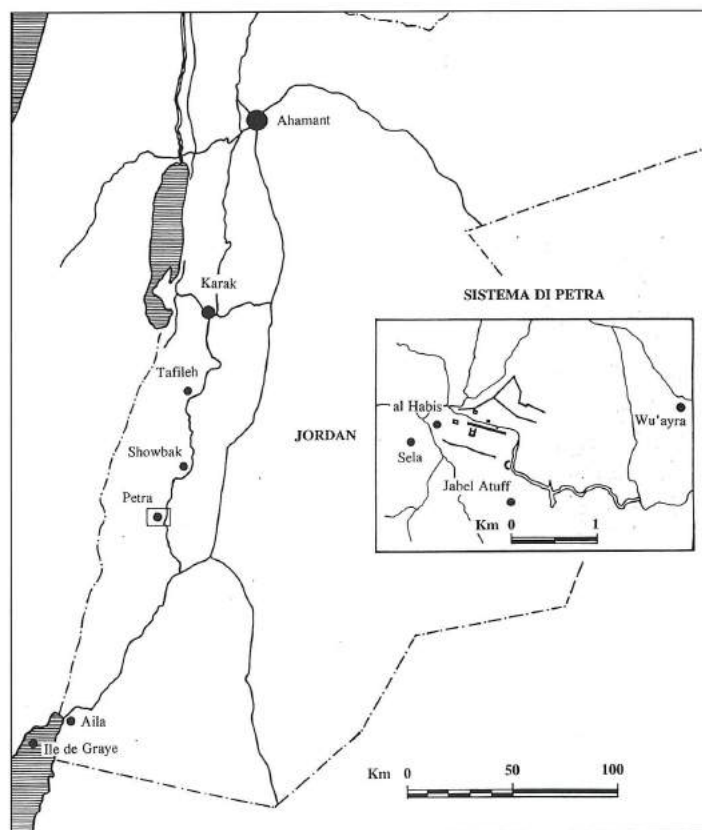 Ahamant
Karak
SISTEMA DI PETRA
Tafileh
al Habis
Wu'ayra
JORDAN
Showbak
Sela
Jabel Atuff
Petra
Km 0 1
Aila
Ile de Graye
Km 0 50 100